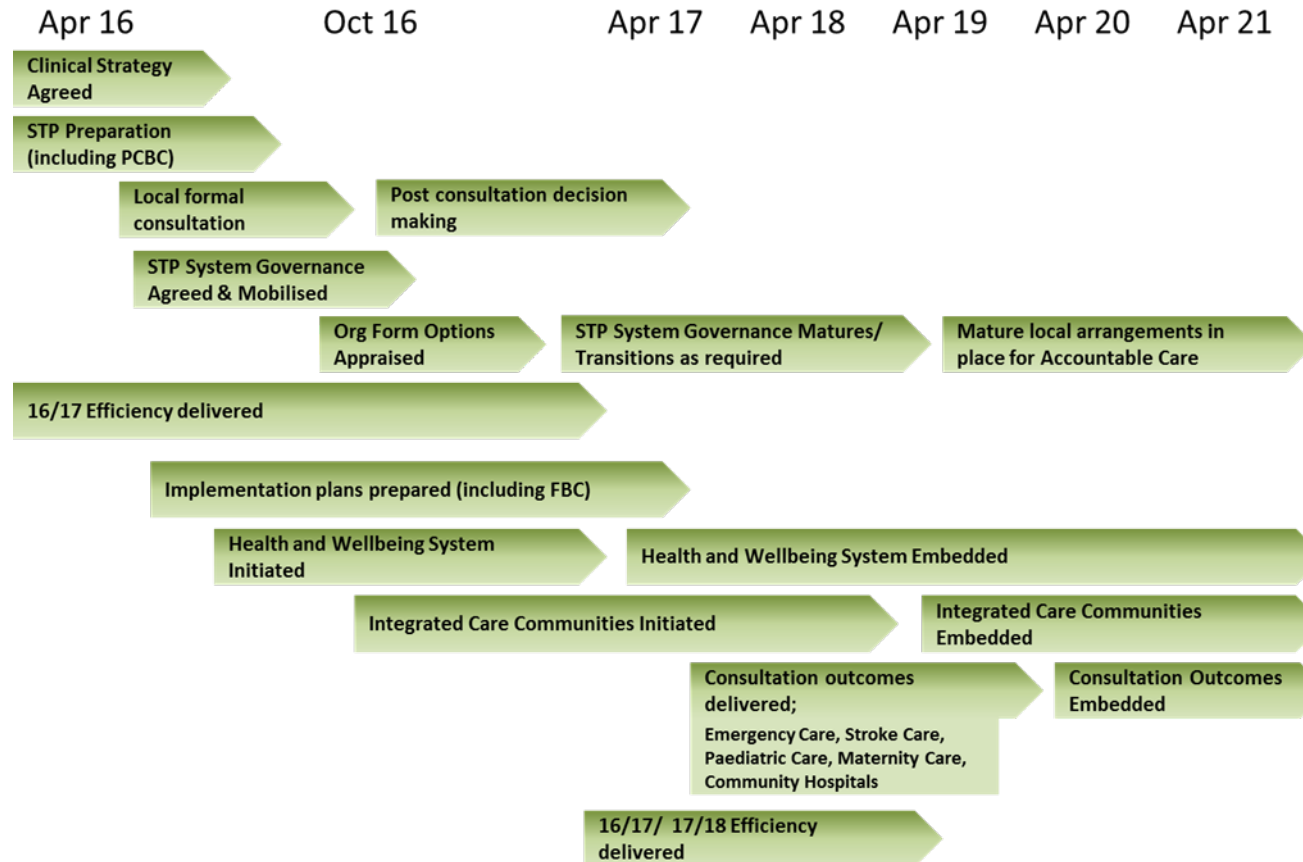 Apr 16 Oct 16 Apr 17 Apr 18 Apr 19 Apr 20 Apr 21
Clinical Strategy
Agreed
STP Preparation
(including PCBC)
Local formal
consultation
Post consultation decision
making
STP System Governance
Agreed & Mobilised
Org Form Options
Appraised
STP System Governance Matures/
Transitions as required
Mature local arrangements in
place for Accountable Care
16/17 Efficiency delivered
Implementation plans prepared (including FBC)
Health and Wellbeing System
Initiated
Health and Wellbeing System Embedded
Integrated Care Communities Initiated
Integrated Care Communities
Embedded
Consultation outcomes
delivered;
Emergency Care, Stroke Care,
Paediatric Care, Maternity Care,
Community Hospitals
Consultation Outcomes
Embedded
16/17/ 17/18 Efficiency
delivered